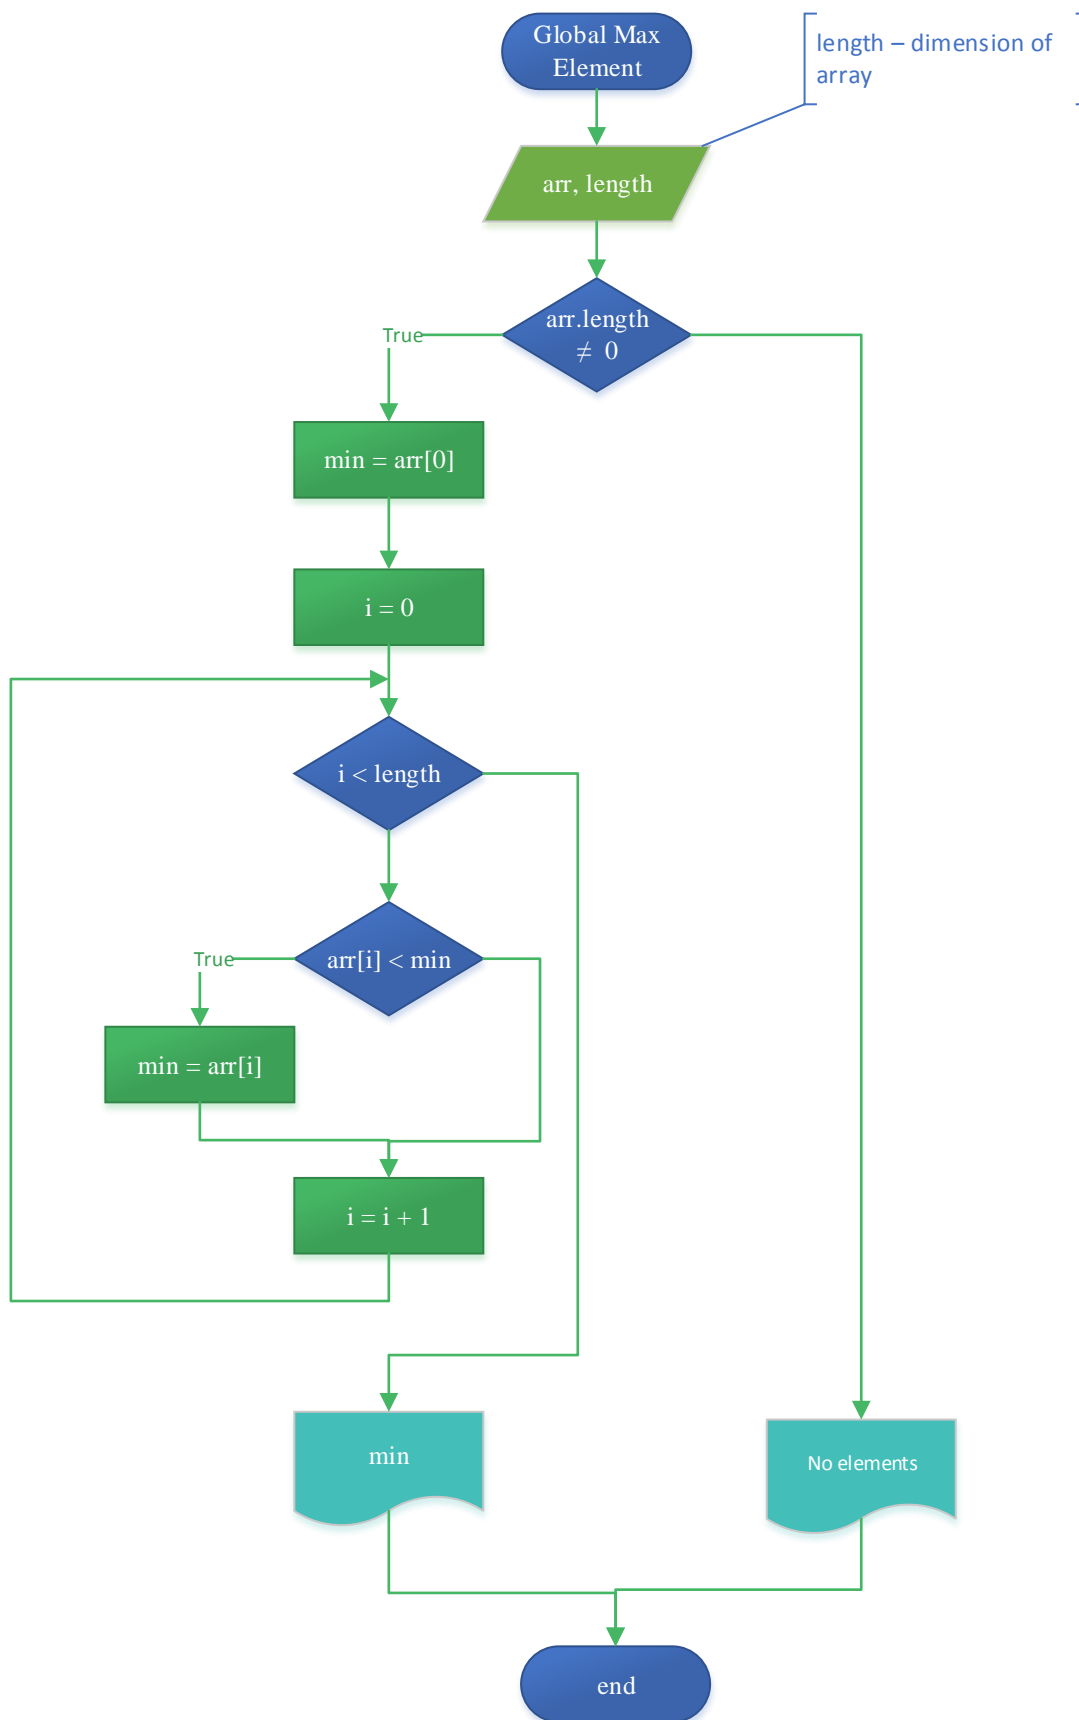 Global Max
Element
length – dimension of
array
arr, length
arr.length
≠ 0
True
min = arr[0]
i = 0
i < length
arr[i] < min
True
min = arr[i]
i = i + 1
min
No elements
end